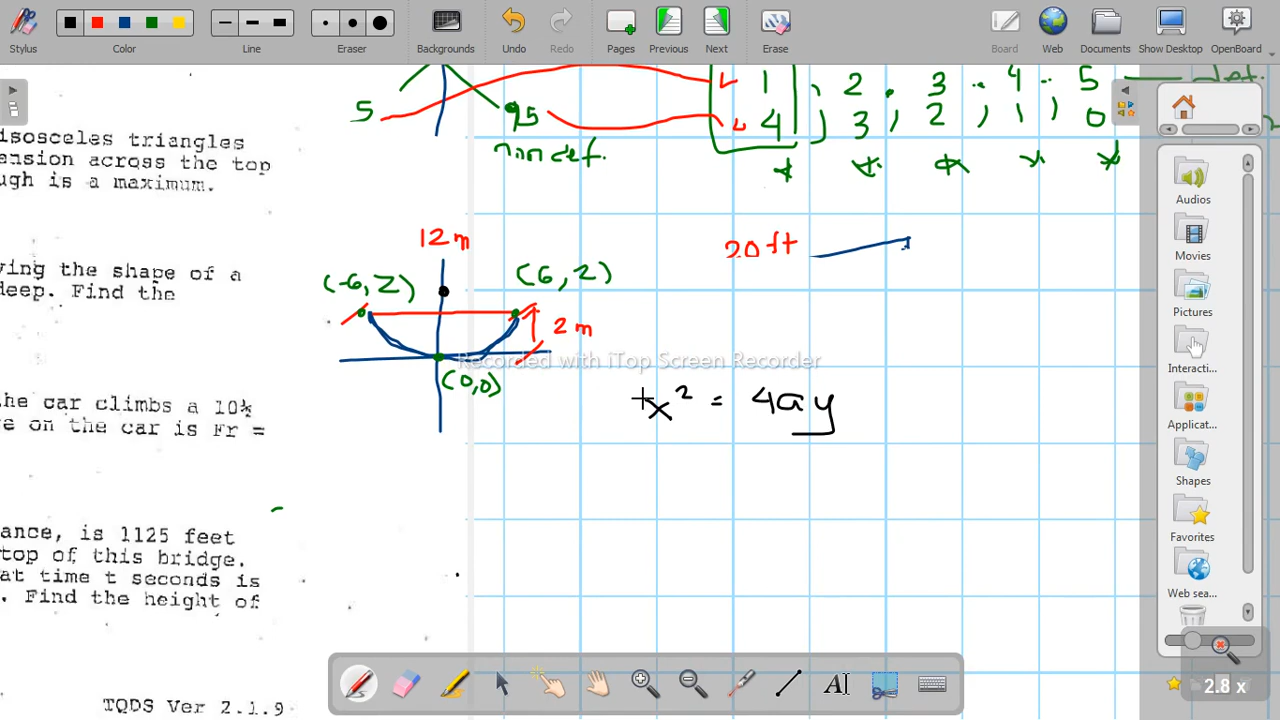 Stylus Color Line Eraser Backgrounds Undo Redo Pages Previous Next Erase Board Web Documents Show Desktop OpenBoard
1 , 2 . 3 .. 4 .. 5 def.
5 95 4 , 3 , 2 , 1 , 0
non def.
isosceles triangles
ension across the top
ugh is a maximum.
12 m
20 ft
ving the shape of a
deep. Find the
(-6, 2) (6, 2)
2 m
Recorded with iTop Screen Recorder
(0,0)
x² = 4ay
he car climbs a 10%
e on the car is Fr =
ance, is 1125 feet
top of this bridge.
at time t seconds is
. Find the height of
TQDS Ver 2.1.9
Audios
Movies
Pictures
Interacti...
Applicat...
Shapes
Favorites
Web sea...
2.8 x